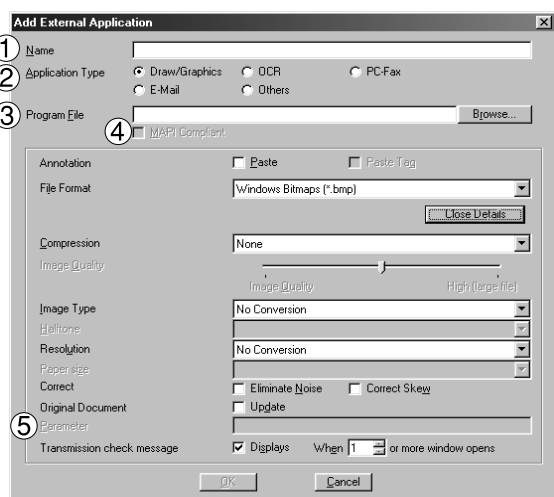 Add External Application
1 Name
2 Application Type Draw/Graphics OCR PC-Fax
E-Mail Others
3 Program File Browse...
4 MAPI Compliant
Annotation Paste Paste Tag
File Format Windows Bitmaps (*.bmp)
Close Details
Compression None
Image Quality
Image Quality High (large file)
Image Type No Conversion
Halftone
Resolution No Conversion
Paper size
Correct Eliminate Noise Correct Skew
Original Document Update
5 Parameter
Transmission check message Displays When 1 or more window opens
OK Cancel